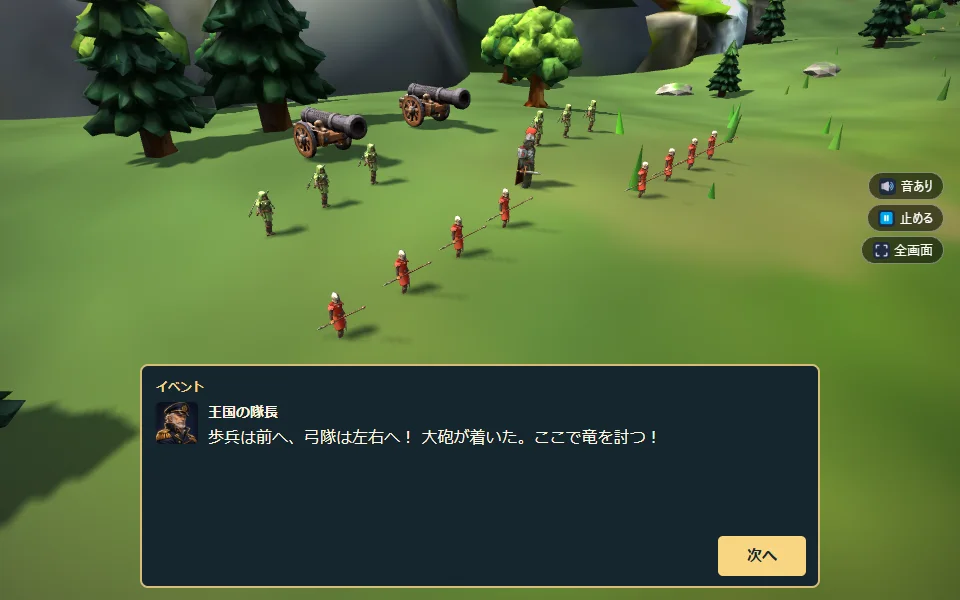 音あり
止める
全画面
イベント
王国の隊長
歩兵は前へ、弓隊は左右へ！ 大砲が着いた。ここで竜を討つ！
次へ